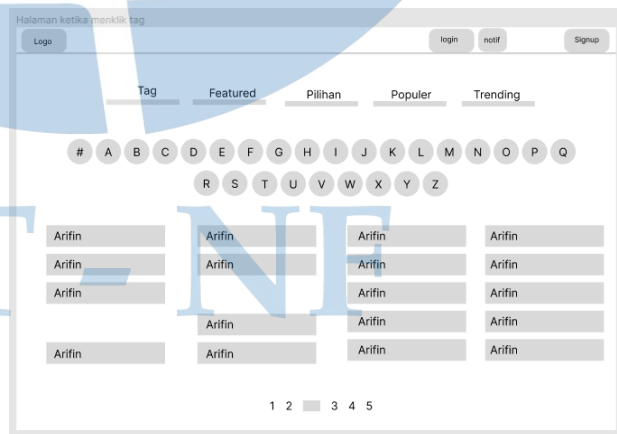 Halaman ketika menklik tag
Logo login notif Signup
Tag Featured Pilihan Populer Trending
# A B C D E F G H I J K L M N O P Q
R S T U V W X Y Z
Arifin Arifin Arifin Arifin
Arifin Arifin Arifin Arifin
Arifin Arifin Arifin
Arifin Arifin Arifin
Arifin Arifin Arifin Arifin
1 2 3 4 5
T - NF